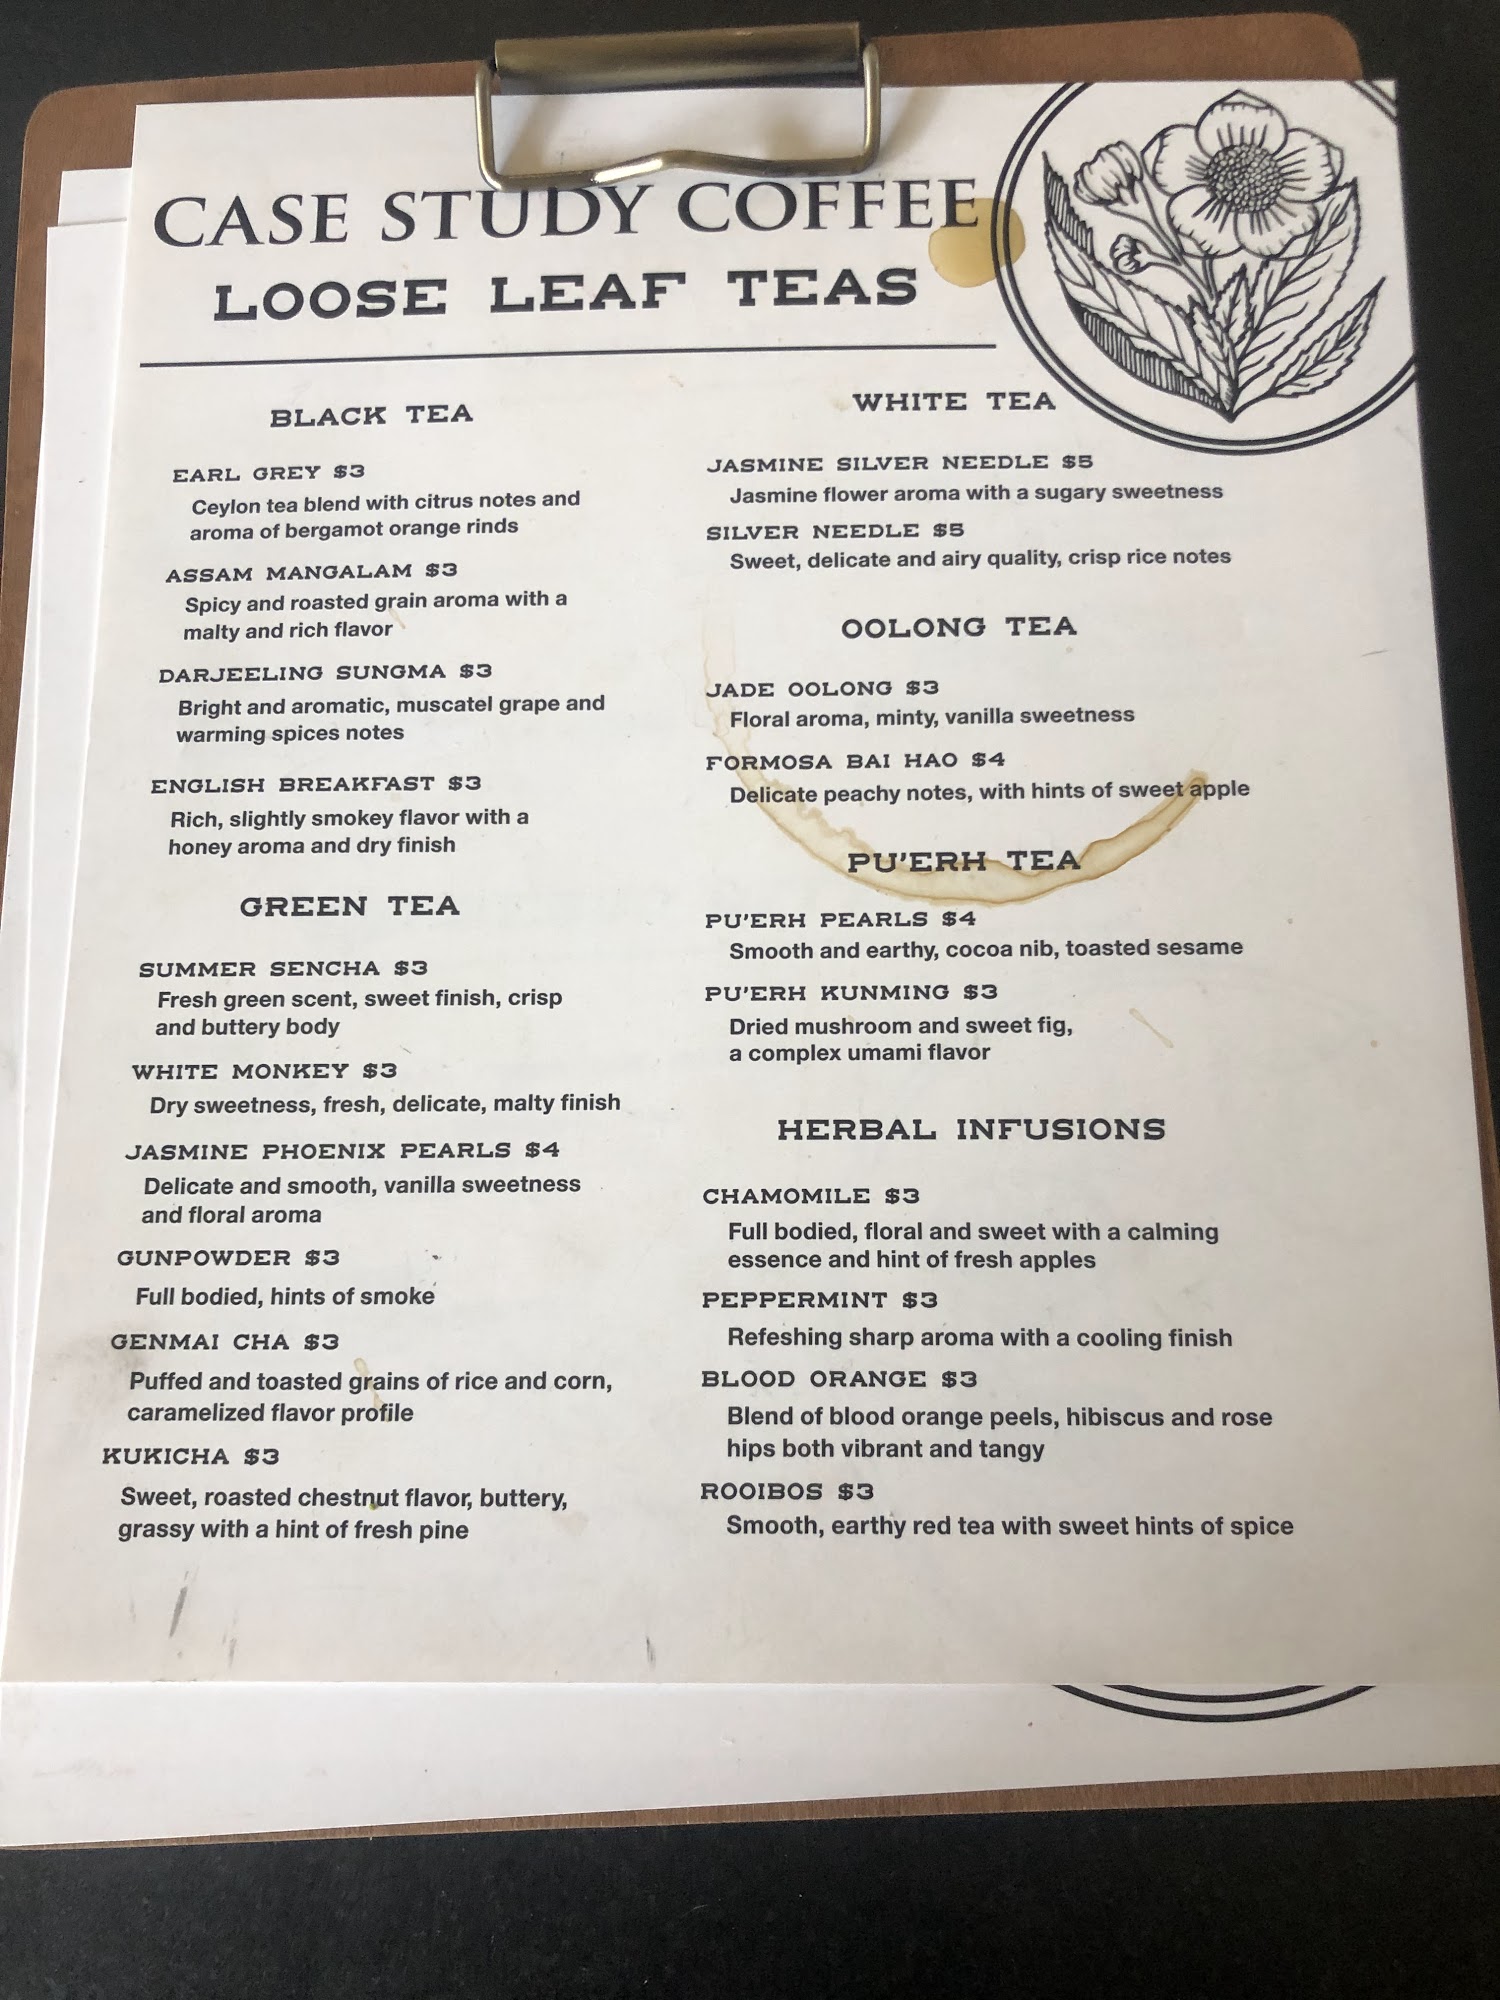 CASE STUDY COFFEE
LOOSE LEAF TEAS
BLACK TEA
EARL GREY $3
Ceylon tea blend with citrus notes and
aroma of bergamot orange rinds
ASSAM MANGALAM $3
Spicy and roasted grain aroma with a
malty and rich flavor
DARJEELING SUNGMA $3
Bright and aromatic, muscatel grape and
warming spices notes
ENGLISH BREAKFAST $3
Rich, slightly smokey flavor with a
honey aroma and dry finish
GREEN TEA
SUMMER SENCHA $3
Fresh green scent, sweet finish, crisp
and buttery body
WHITE MONKEY $3
Dry sweetness, fresh, delicate, malty finish
JASMINE PHOENIX PEARLS $4
Delicate and smooth, vanilla sweetness
and floral aroma
GUNPOWDER $3
Full bodied, hints of smoke
GENMAI CHA $3
Puffed and toasted grains of rice and corn,
caramelized flavor profile
KUKICHA $3
Sweet, roasted chestnut flavor, buttery,
grassy with a hint of fresh pine
WHITE TEA
JASMINE SILVER NEEDLE $5
Jasmine flower aroma with a sugary sweetness
SILVER NEEDLE $5
Sweet, delicate and airy quality, crisp rice notes
OOLONG TEA
JADE OOLONG $3
Floral aroma, minty, vanilla sweetness
FORMOSA BAI HAO $4
Delicate peachy notes, with hints of sweet apple
PU'ERH TEA
PU'ERH PEARLS $4
Smooth and earthy, cocoa nib, toasted sesame
PU'ERH KUNMING $3
Dried mushroom and sweet fig,
a complex umami flavor
HERBAL INFUSIONS
CHAMOMILE $3
Full bodied, floral and sweet with a calming
essence and hint of fresh apples
PEPPERMINT $3
Refeshing sharp aroma with a cooling finish
BLOOD ORANGE $3
Blend of blood orange peels, hibiscus and rose
hips both vibrant and tangy
ROOIBOS $3
Smooth, earthy red tea with sweet hints of spice